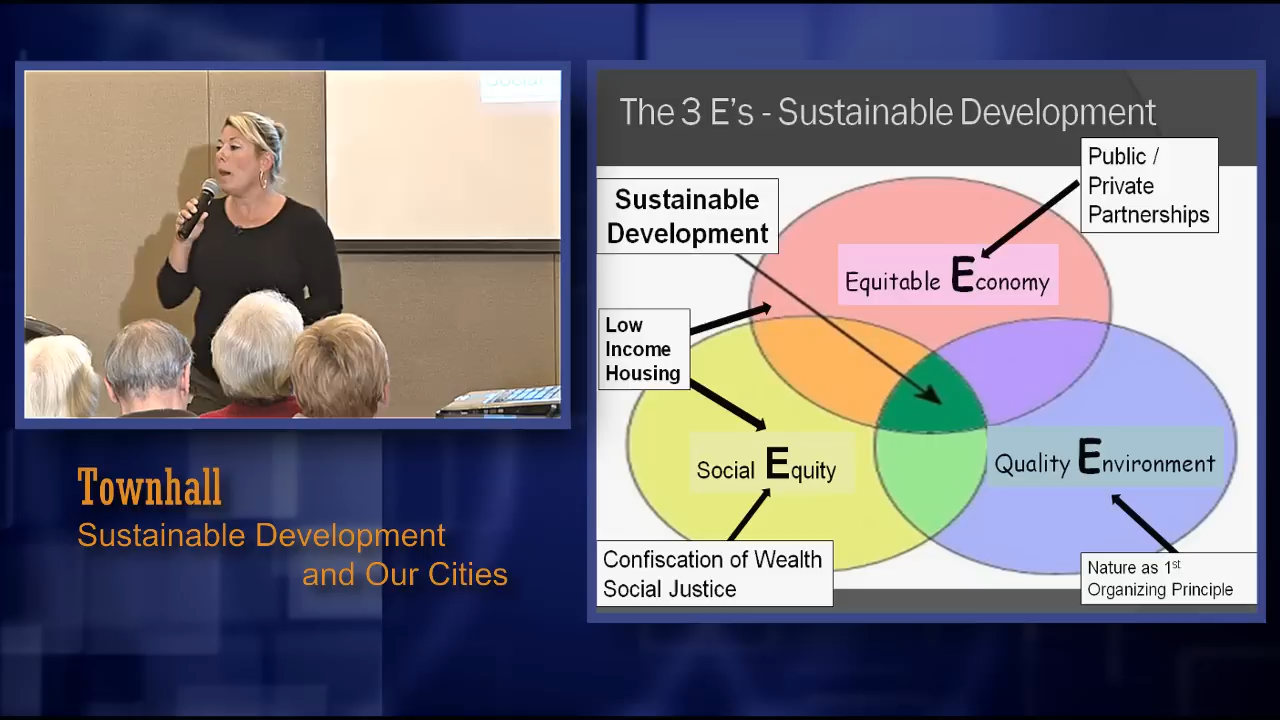 Social
Townhall
Sustainable Development
and Our Cities
The 3 E's - Sustainable Development
Public /
Private
Partnerships
Sustainable
Development
Equitable Economy
Low
Income
Housing
Social Equity
Quality Environment
Confiscation of Wealth
Social Justice
Nature as 1st
Organizing Principle